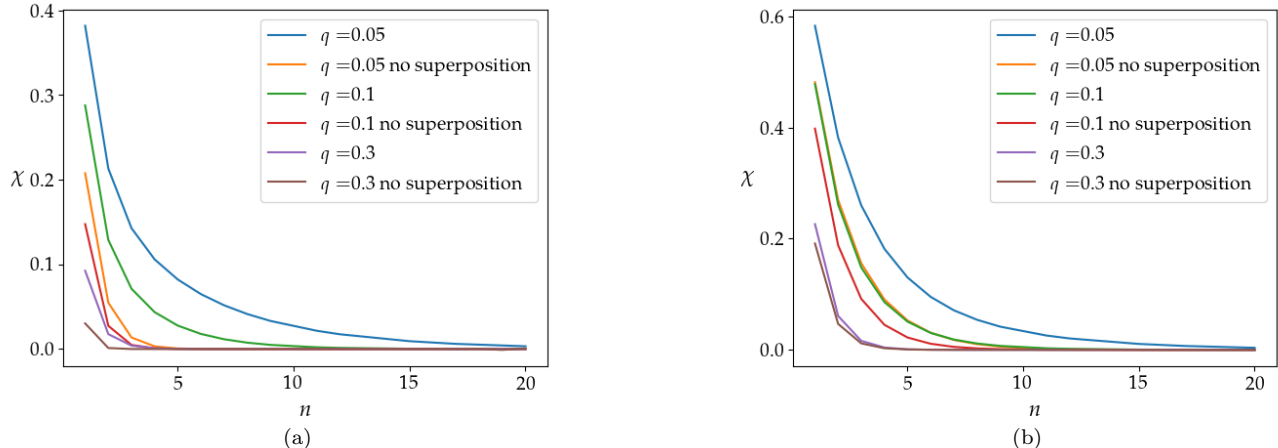 0.4
0.3
0.2
0.1
0.0
χ
5
10
15
20
n
q =0.05
q =0.05 no superposition
q =0.1
q =0.1 no superposition
q =0.3
q =0.3 no superposition
(a)
0.6
0.4
0.2
0.0
χ
5
10
15
20
n
q =0.05
q =0.05 no superposition
q =0.1
q =0.1 no superposition
q =0.3
q =0.3 no superposition
(b)